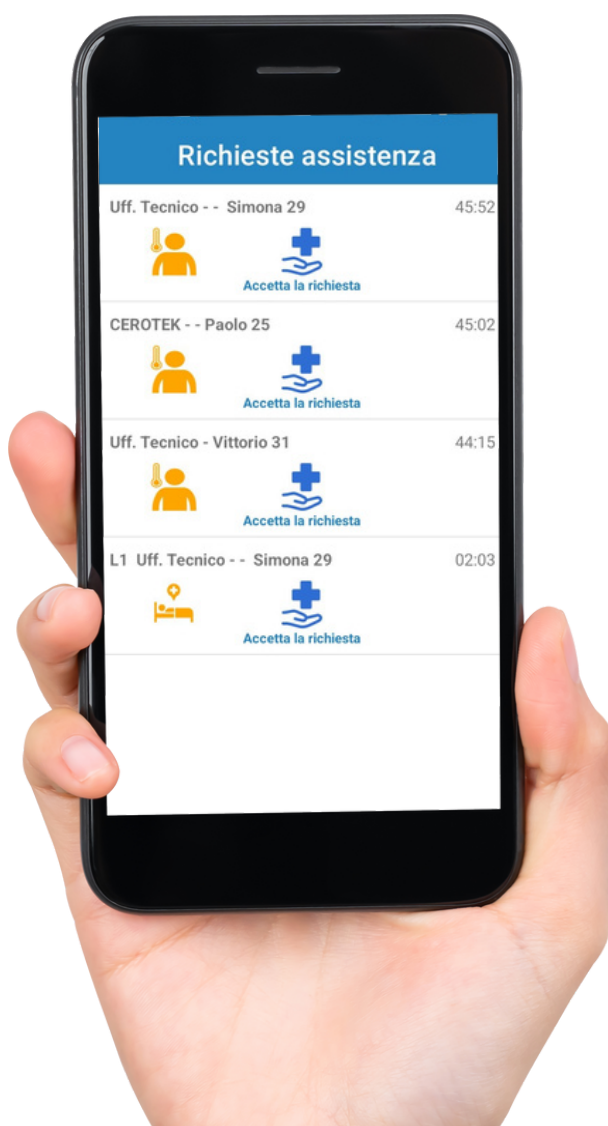 Richieste assistenza
Uff. Tecnico - - Simona 29 45:52
Accetta la richiesta
CEROTEK - - Paolo 25 45:02
Accetta la richiesta
Uff. Tecnico - Vittorio 31 44:15
Accetta la richiesta
L1 Uff. Tecnico - - Simona 29 02:03
Accetta la richiesta